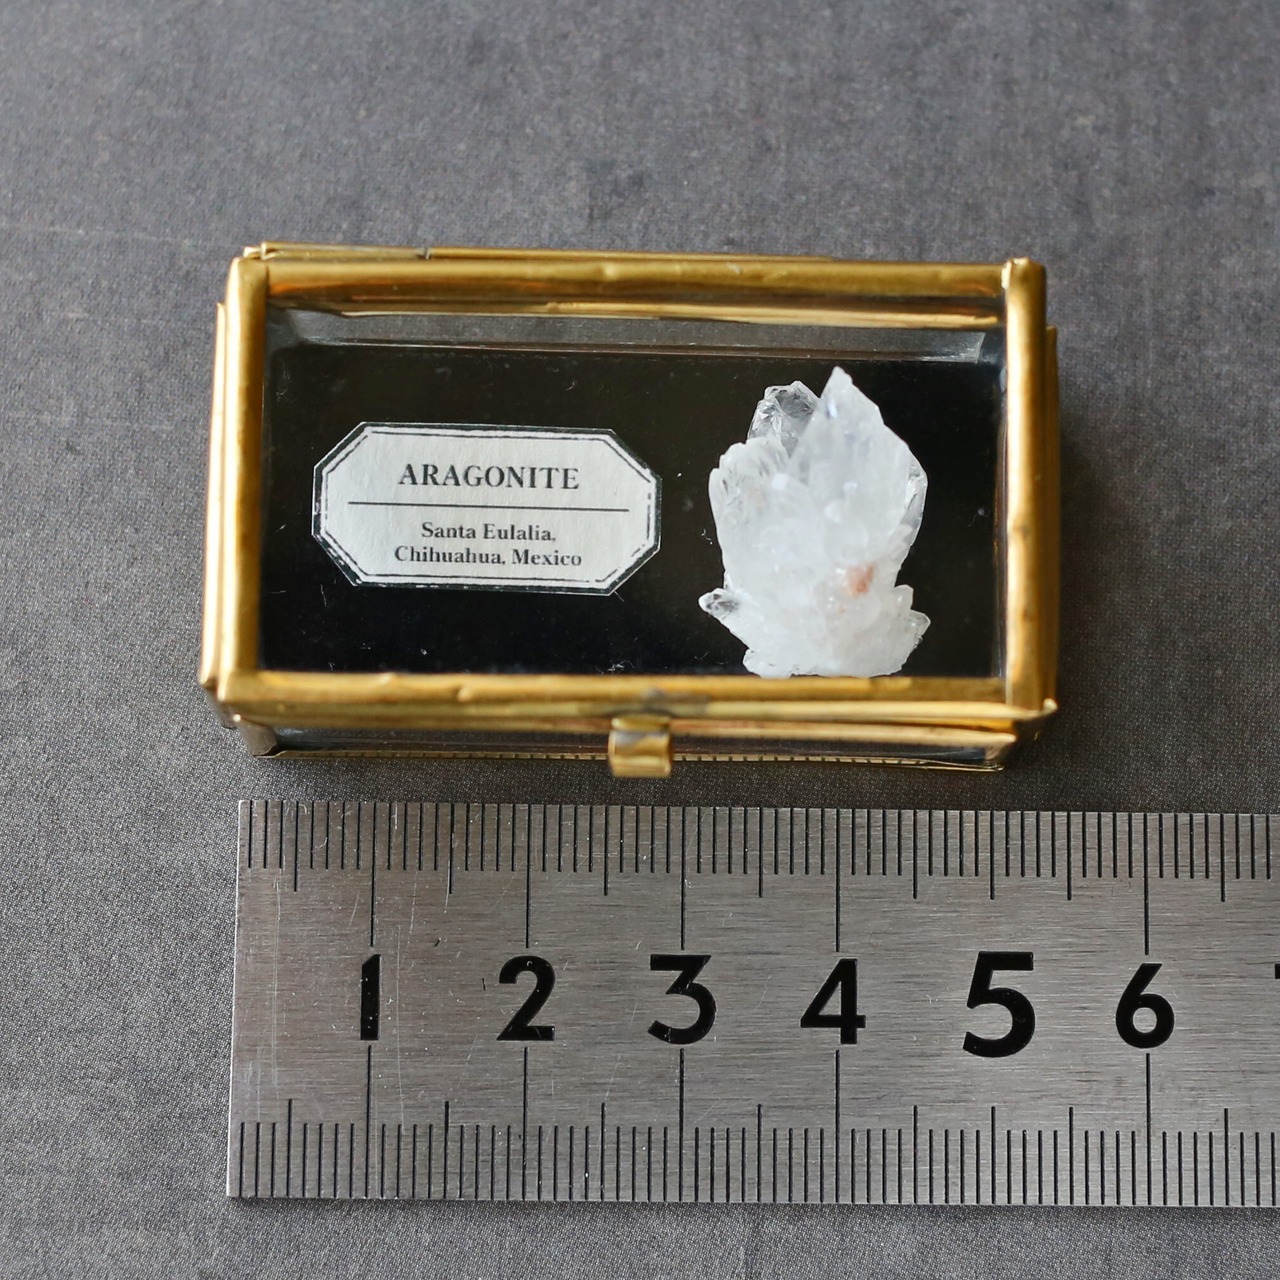 ARAGONITE
Santa Eulalia,
Chihuahua, Mexico
1 2 3 4 5 6